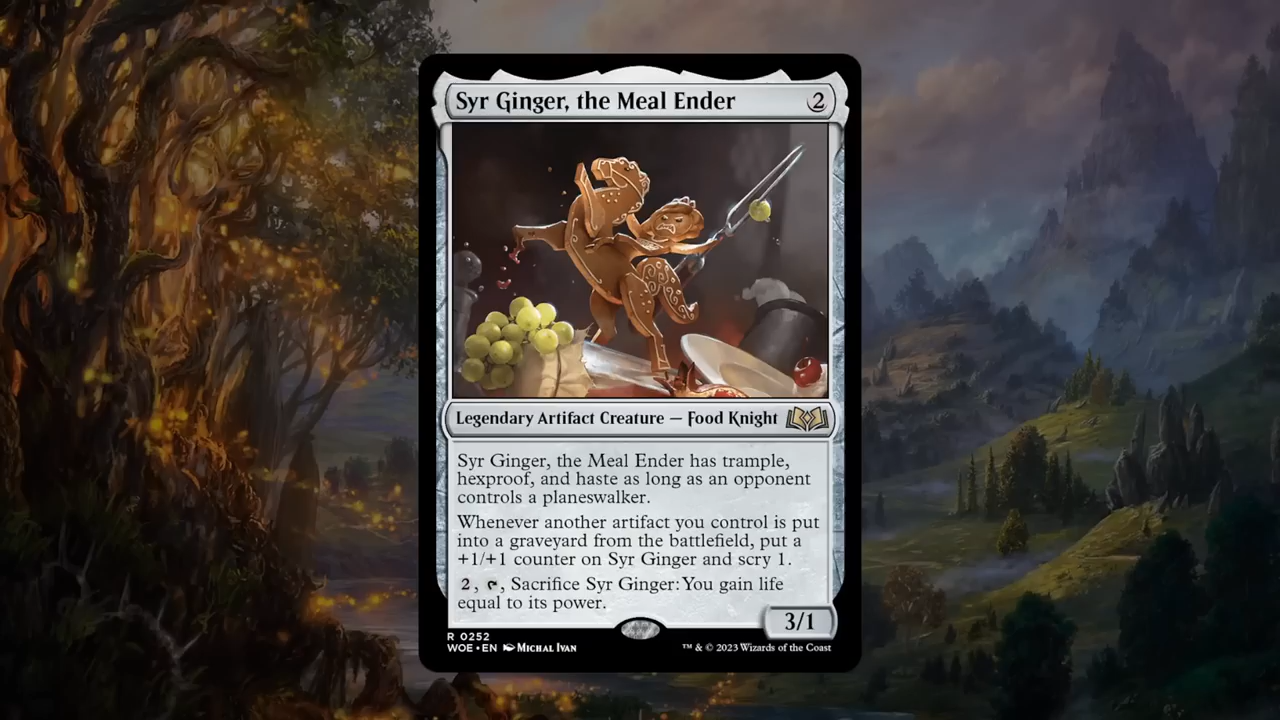 Syr Ginger, the Meal Ender 2
Legendary Artifact Creature — Food Knight
Syr Ginger, the Meal Ender has trample,
hexproof, and haste as long as an opponent
controls a planeswalker.
Whenever another artifact you control is put
into a graveyard from the battlefield, put a
+1/+1 counter on Syr Ginger and scry 1.
2, , Sacrifice Syr Ginger: You gain life
equal to its power.
3/1
R 0252
WOE • EN Michal Ivan
™ & © 2023 Wizards of the Coast